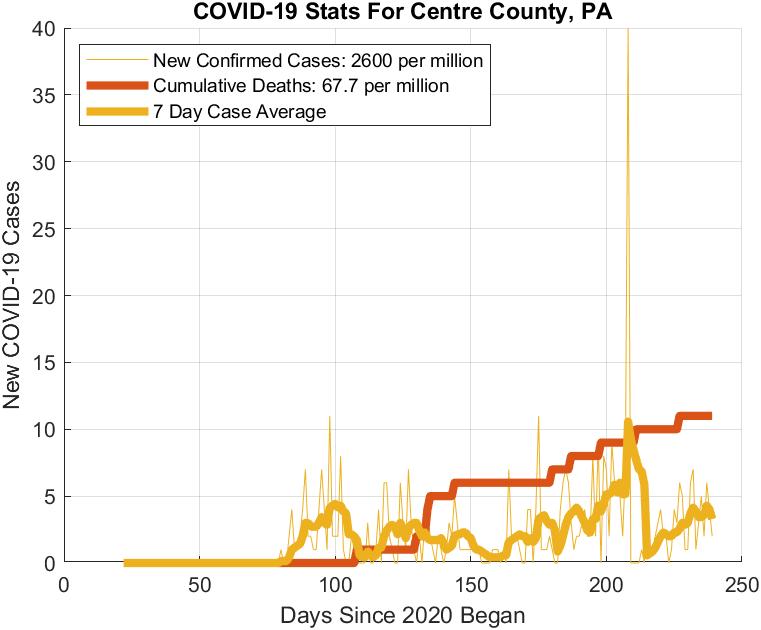 COVID-19 Stats For Centre County, PA
New Confirmed Cases: 2600 per million
Cumulative Deaths: 67.7 per million
7 Day Case Average
New COVID-19 Cases
40
35
30
25
20
15
10
5
0
0 50 100 150 200 250
Days Since 2020 Began